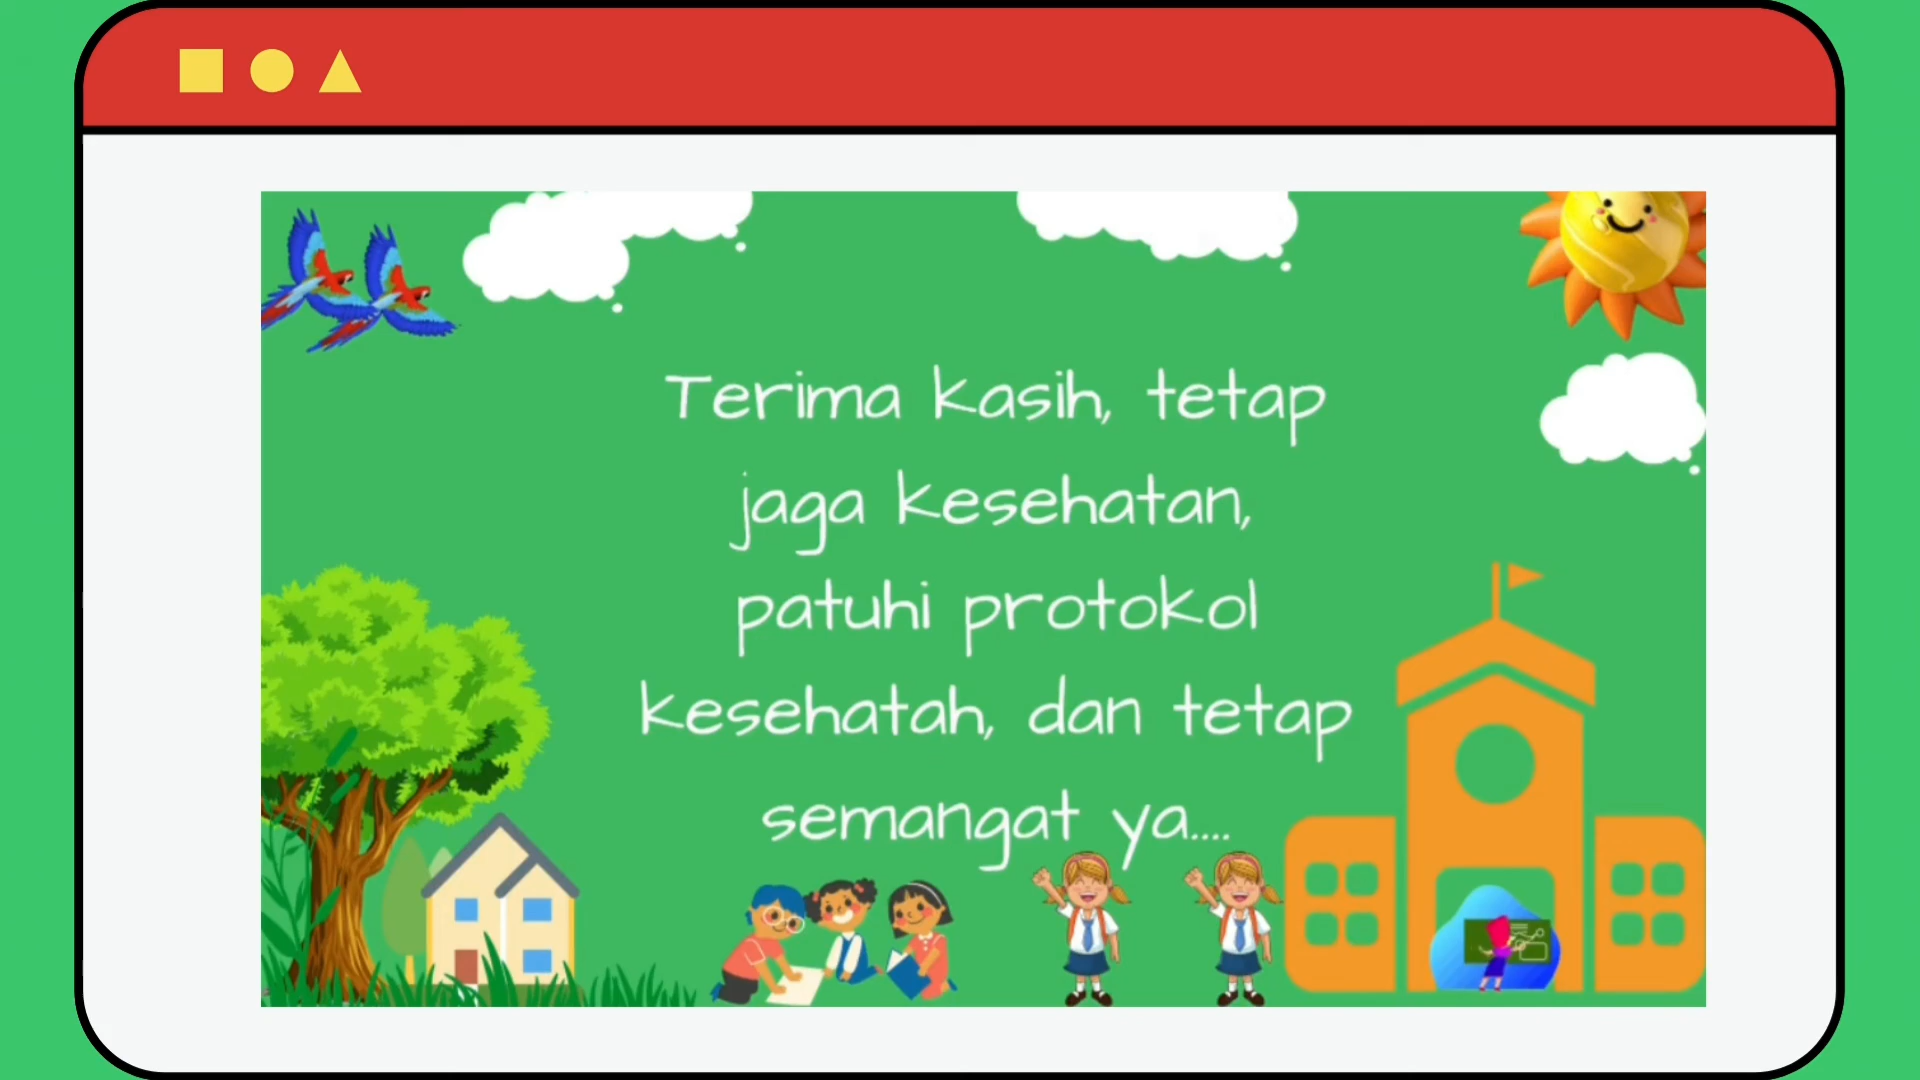 Terima kasih, tetap
jaga kesehatan,
patuhi protokol
kesehatah, dan tetap
semangat ya....